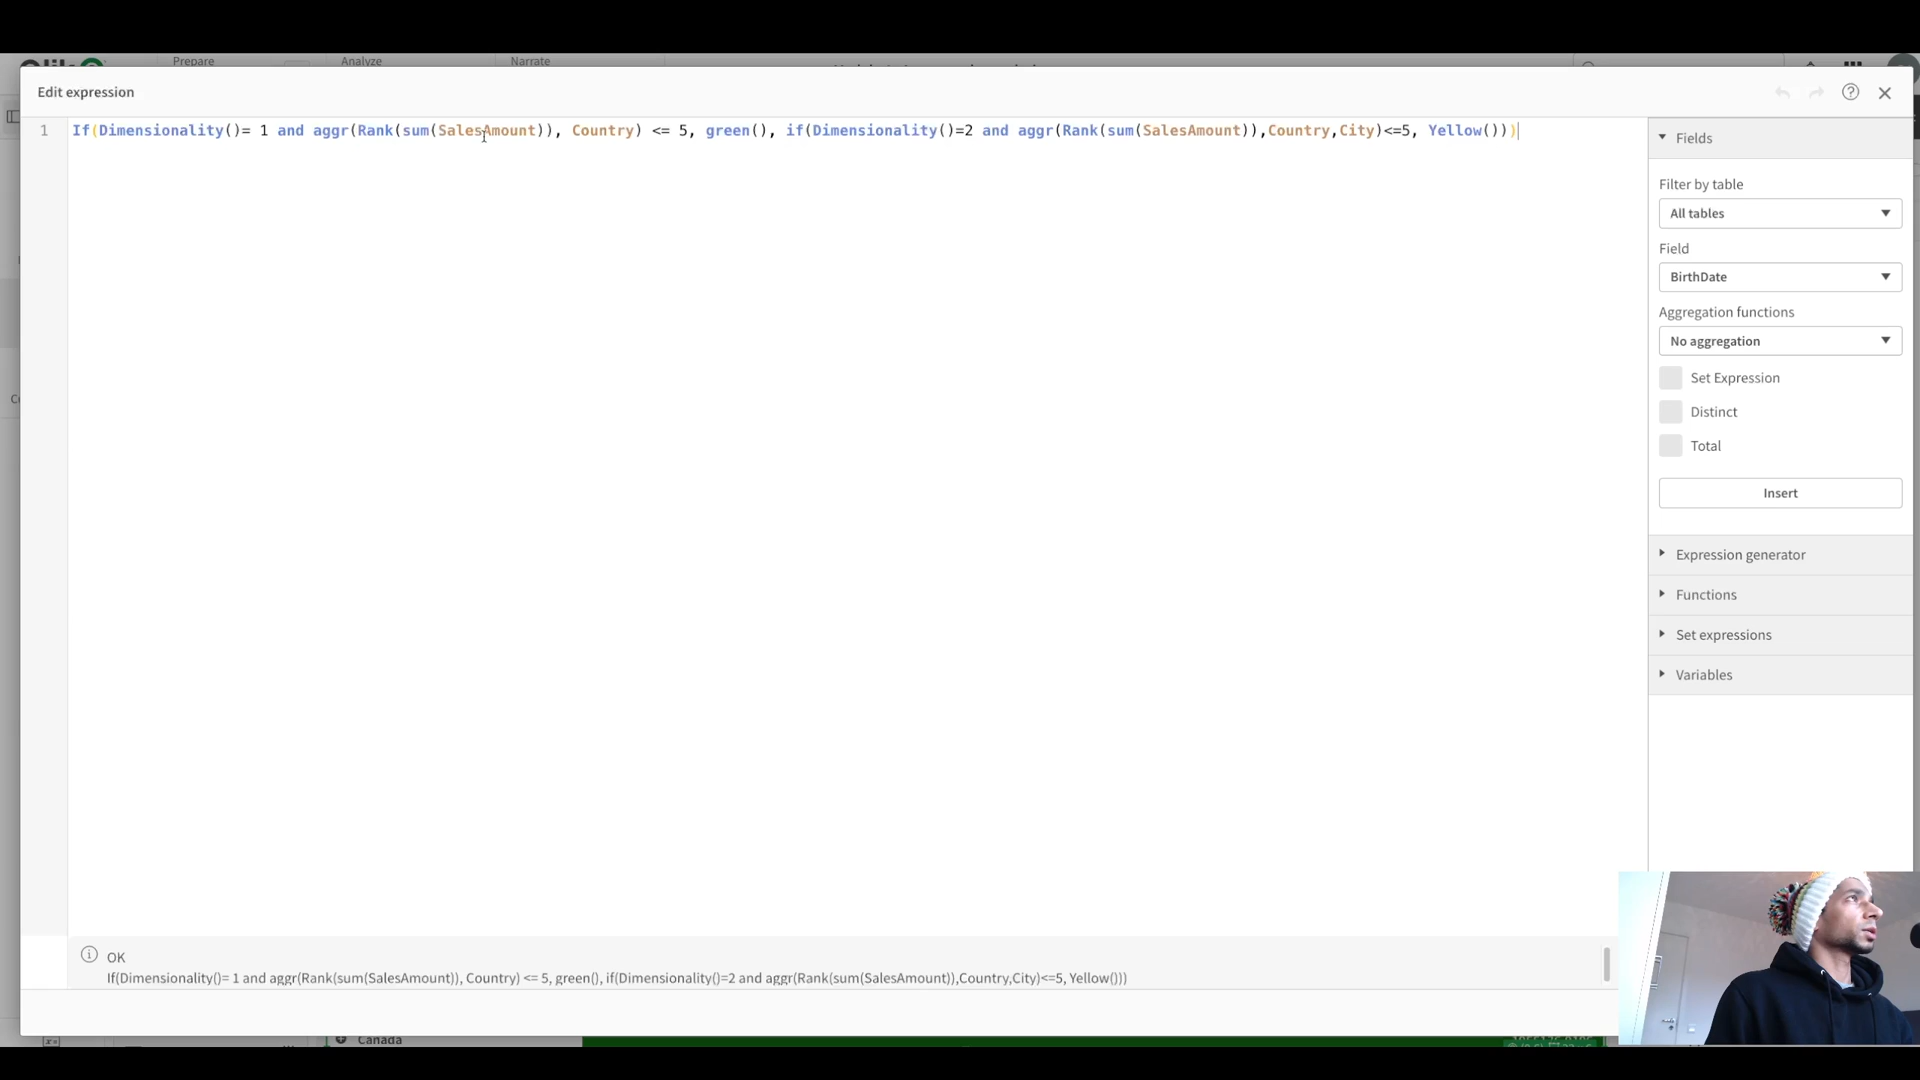 Prepare
Analyze
Narrate
Edit expression
1 If(Dimensionality()= 1 and aggr(Rank(sum(SalesAmount)), Country) <= 5, green(), if(Dimensionality()=2 and aggr(Rank(sum(SalesAmount)),Country,City)<=5, Yellow()))
Fields
Filter by table
All tables
Field
BirthDate
Aggregation functions
No aggregation
Set Expression
Distinct
Total
Insert
Expression generator
Functions
Set expressions
Variables
OK
If(Dimensionality()= 1 and aggr(Rank(sum(SalesAmount)), Country) <= 5, green(), if(Dimensionality()=2 and aggr(Rank(sum(SalesAmount)),Country,City)<=5, Yellow()))
Canada